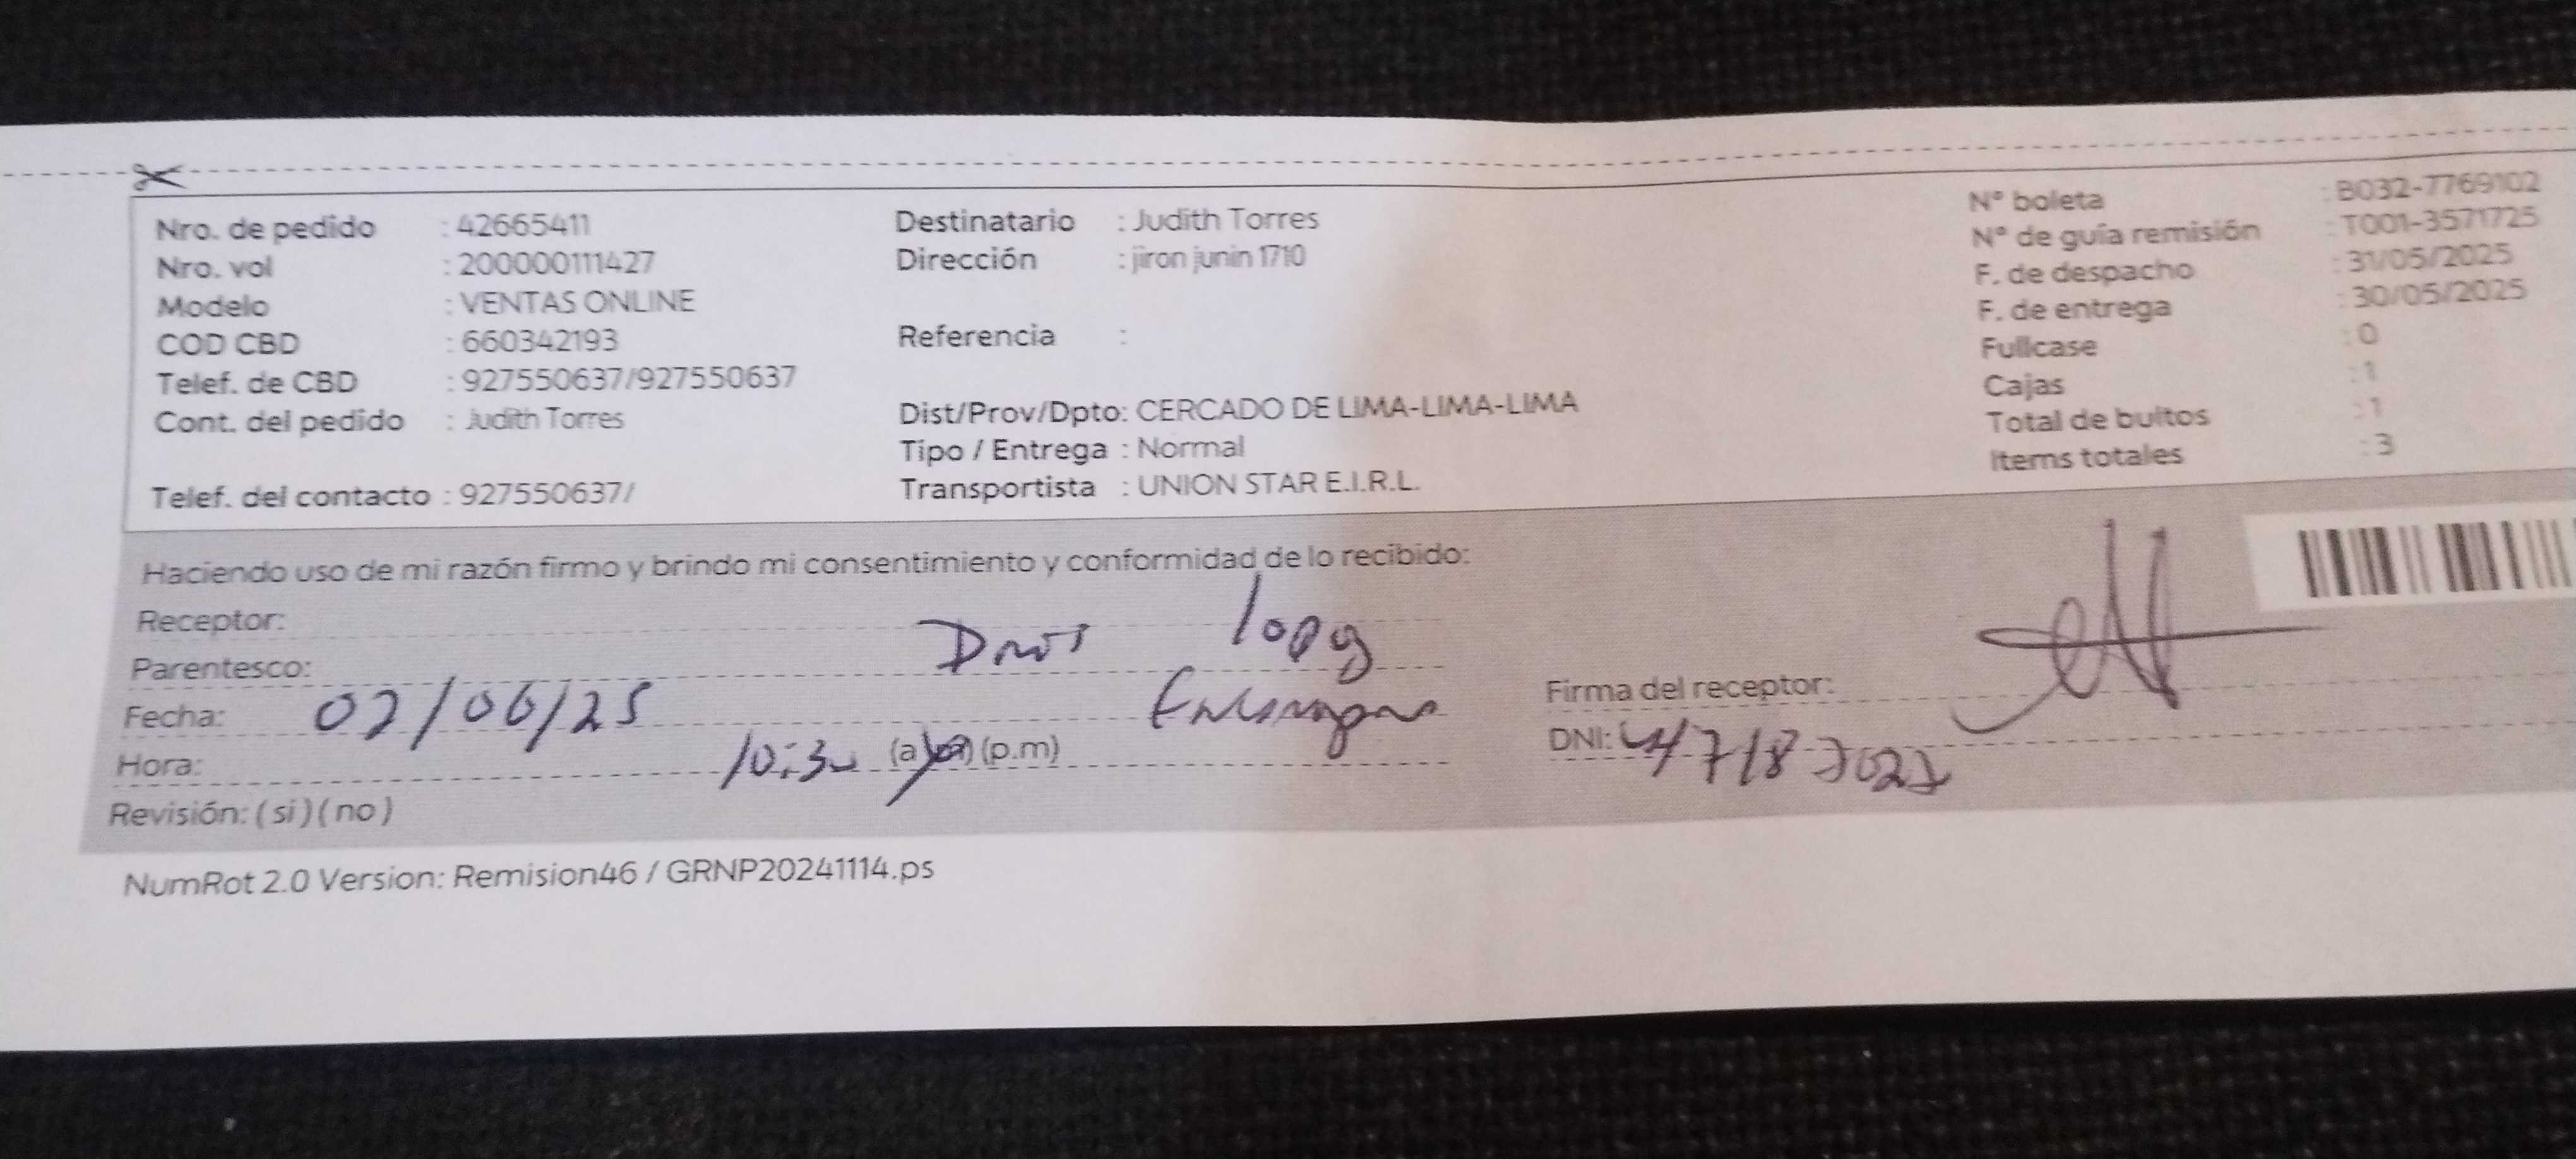 Nro. de pedido : 42665411
Nro. vol : 200000111427
Modelo : VENTAS ONLINE
COD CBD : 660342193
Telef. de CBD : 927550637/927550637
Cont. del pedido : Judith Torres
Telef. del contacto : 927550637/
Destinatario : Judith Torres
Dirección : jiron junin 1710
Referencia :
Dist/Prov/Dpto: CERCADO DE LIMA-LIMA-LIMA
Tipo / Entrega : Normal
Transportista : UNION STAR E.I.R.L.
N° boleta : B032-7769102
N° de guía remisión : T001-3571725
F. de despacho : 31/05/2025
F. de entrega : 30/05/2025
Fullcase : 0
Cajas : 1
Total de bultos : 1
Items totales : 3
Haciendo uso de mi razón firmo y brindo mi consentimiento y conformidad de lo recibido:
Receptor:
Parentesco:
Fecha: 02/06/25
Hora: 10:30 (a.m) (p.m)
Revisión: ( si ) ( no )
Firma del receptor:
DNI:
NumRot 2.0 Version: Remision46 / GRNP20241114.ps